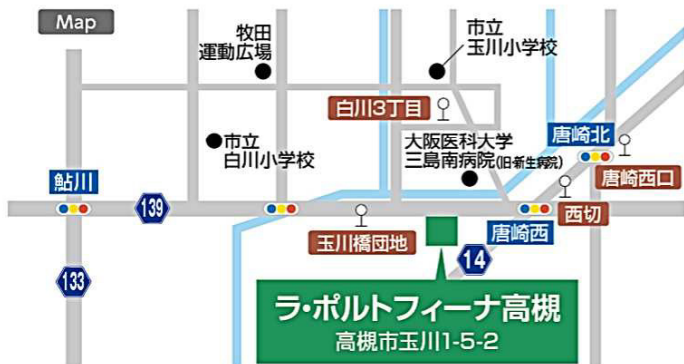 Map
牧田
運動広場
市立
玉川小学校
白川3丁目
市立
白川小学校
大阪医科大学
三島南病院(旧・新生病院)
唐崎北
唐崎西口
鮎川
139
玉川橋団地
唐崎西
西切
133
14
ラ・ポルトフィーナ高槻
高槻市玉川1-5-2